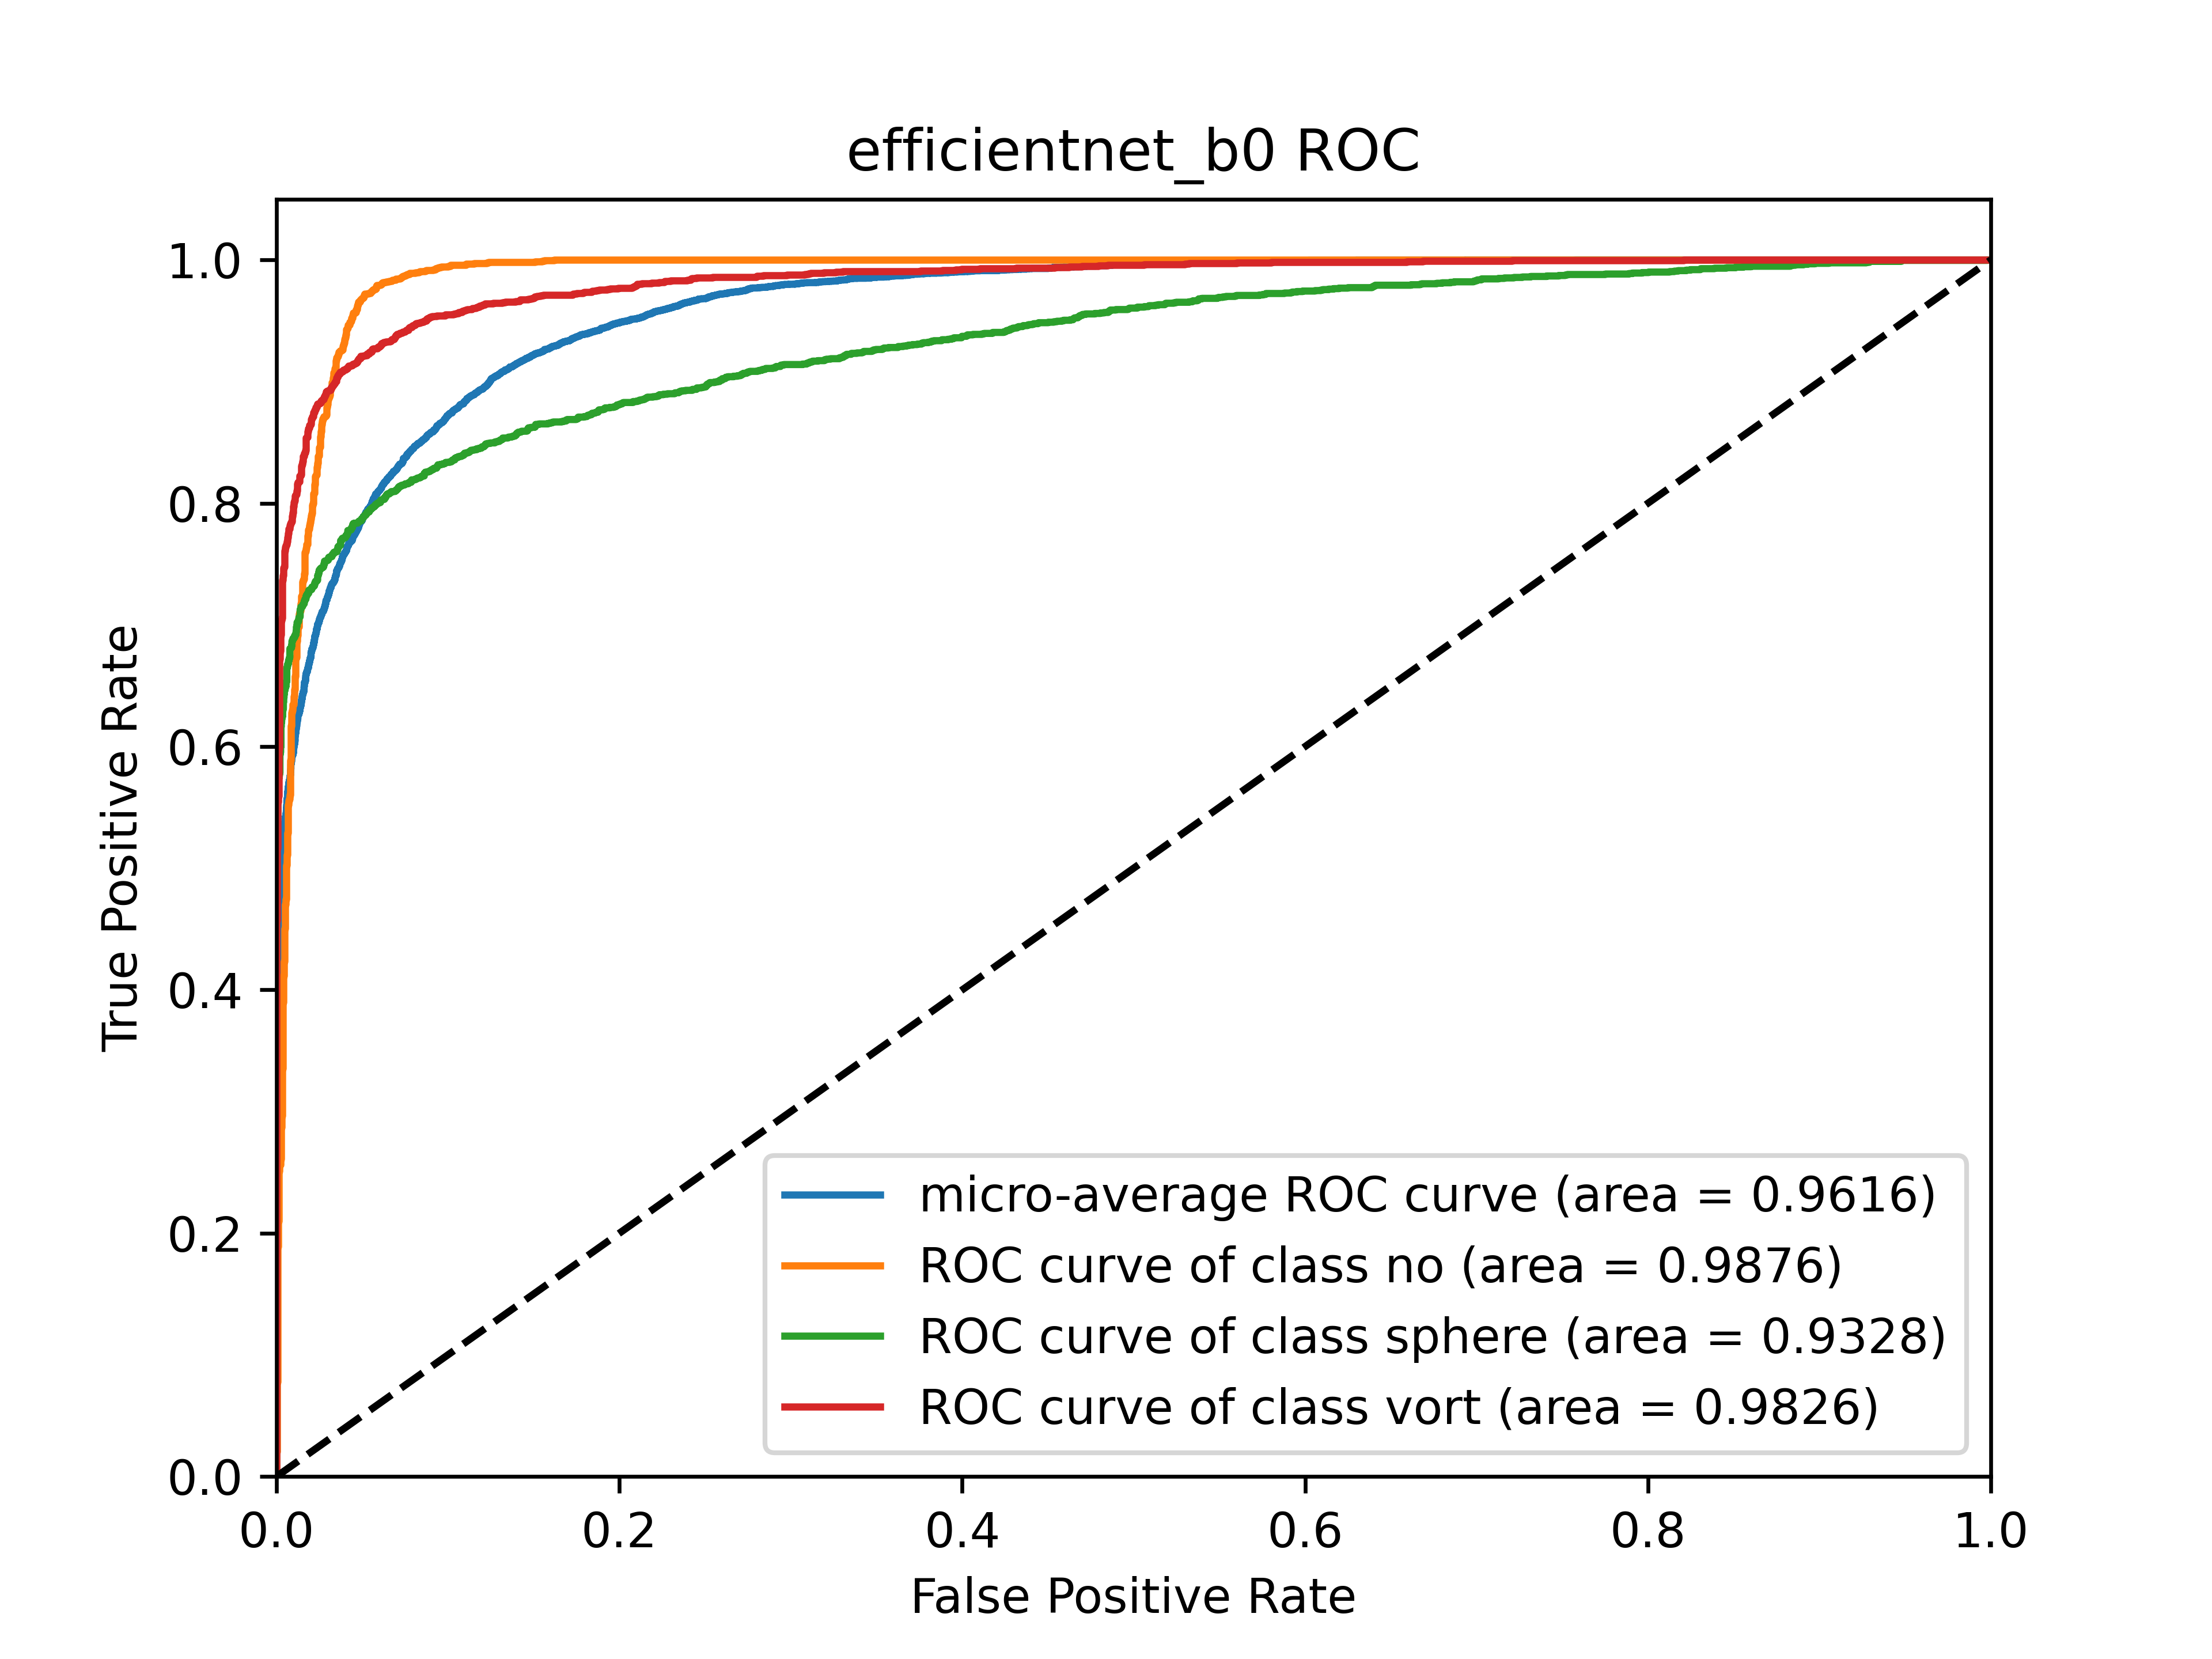 efficientnet_b0 ROC
True Positive Rate
1.0
0.8
0.6
0.4
0.2
0.0
micro-average ROC curve (area = 0.9616)
ROC curve of class no (area = 0.9876)
ROC curve of class sphere (area = 0.9328)
ROC curve of class vort (area = 0.9826)
0.0 0.2 0.4 0.6 0.8 1.0
False Positive Rate